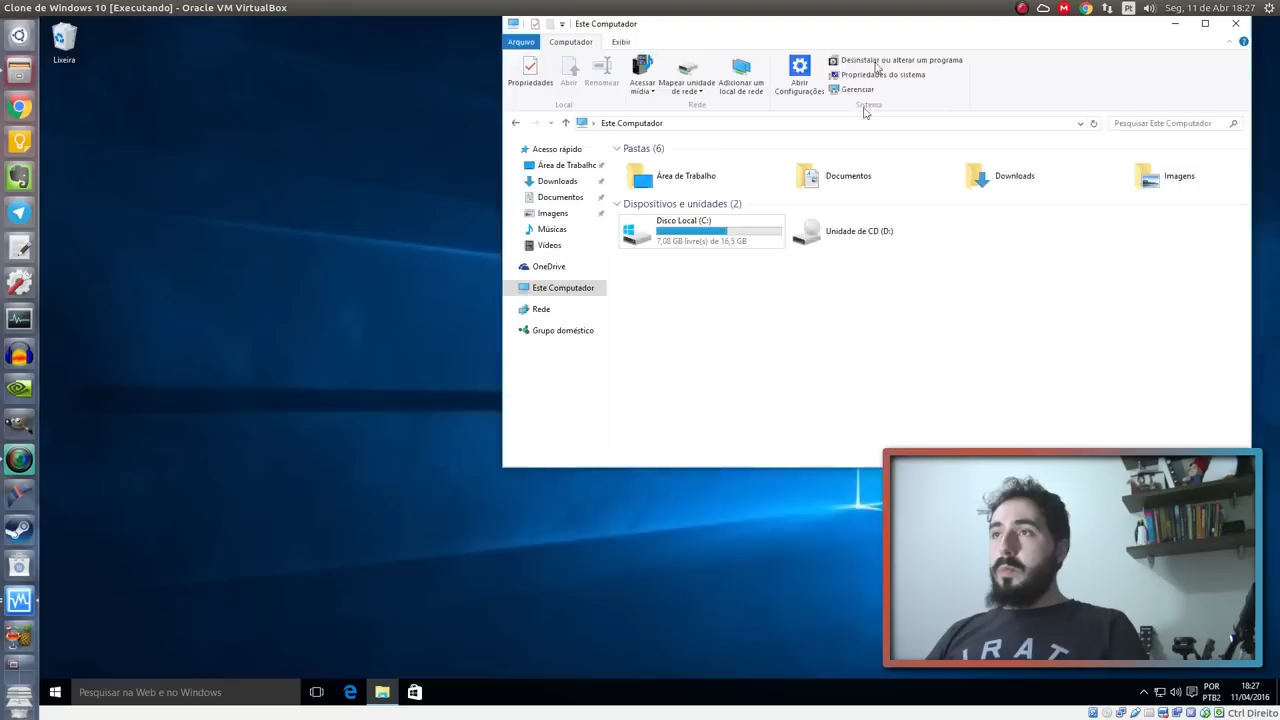 Clone de Windows 10 [Executando] - Oracle VM VirtualBox
Pt
Seg, 11 de Abr 18:27
Lixeira
Este Computador
Arquivo
Computador
Exibir
Propriedades
Abrir
Renomear
Acessar mídia
Mapear unidade de rede
Adicionar um local de rede
Abrir Configurações
Desinstalar ou alterar um programa
Propriedades do sistema
Gerenciar
Local
Rede
Sistema
Este Computador
Pesquisar Este Computador
Acesso rápido
Área de Trabalho
Downloads
Documentos
Imagens
Músicas
Vídeos
OneDrive
Este Computador
Rede
Grupo doméstico
Pastas (6)
Área de Trabalho
Documentos
Downloads
Imagens
Dispositivos e unidades (2)
Disco Local (C:)
7,08 GB livre(s) de 16,5 GB
Unidade de CD (D:)
RAT
Pesquisar na Web e no Windows
POR
PTB2
18:27
11/04/2016
Ctrl Direito